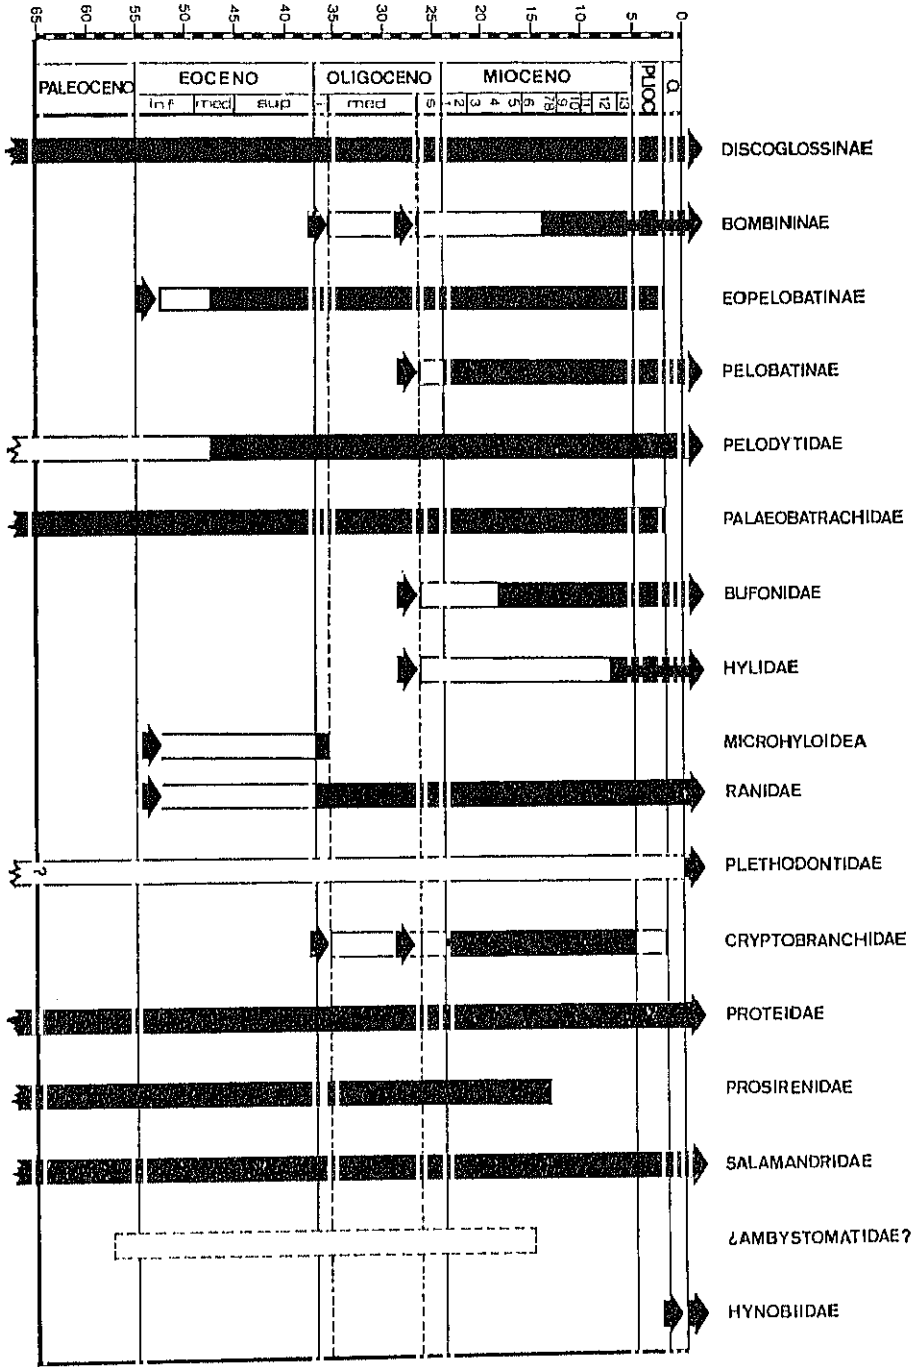 65 60 55 50 45 40 35 30 25 20 15 10 5 0
PALEOCENO EOCENO OLIGOCENO MIOCENO PLIOC Q
inf med sup i med s 1 2 3 4 5 6 7/8 9 10 11 12 13
DISCOGLOSSINAE
BOMBININAE
EOPELOBATINAE
PELOBATINAE
PELODYTIDAE
PALAEOBATRACHIDAE
BUFONIDAE
HYLIDAE
MICROHYLOIDEA
RANIDAE
? PLETHODONTIDAE
CRYPTOBRANCHIDAE
PROTEIDAE
PROSIRENIDAE
SALAMANDRIDAE
¿AMBYSTOMATIDAE?
HYNOBIIDAE